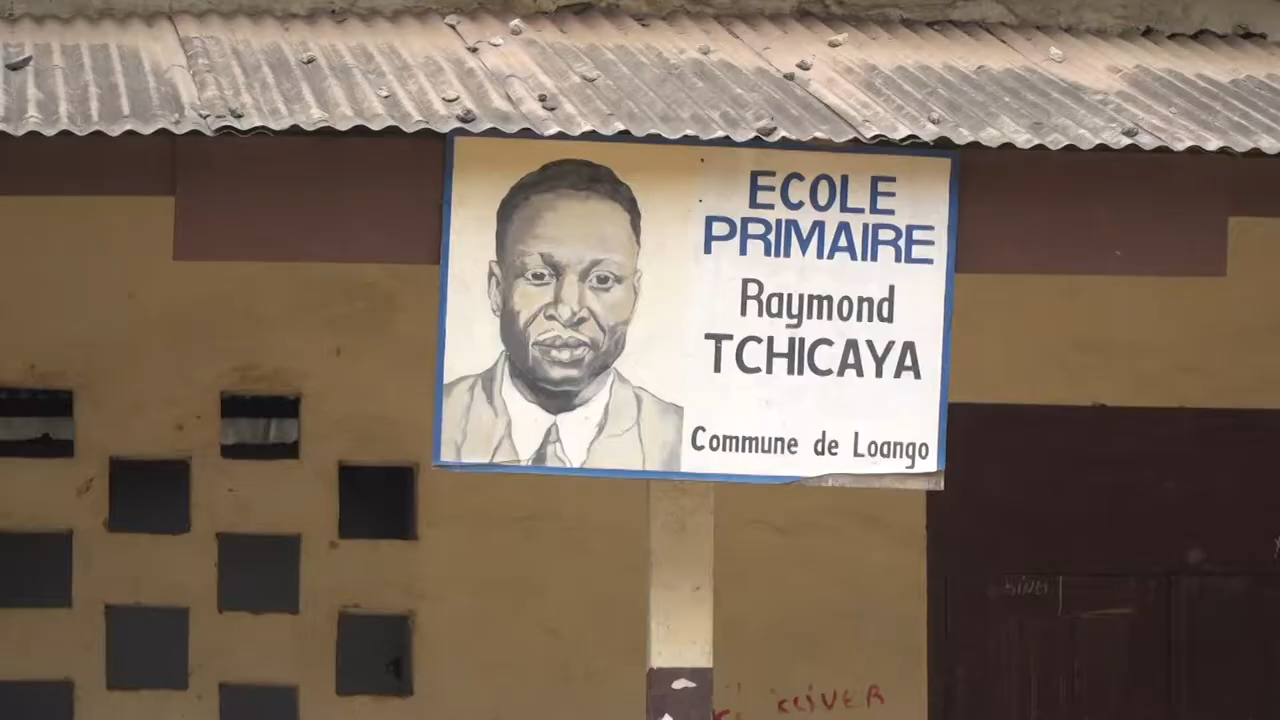 ECOLE
PRIMAIRE
Raymond
TCHICAYA
Commune de Loango